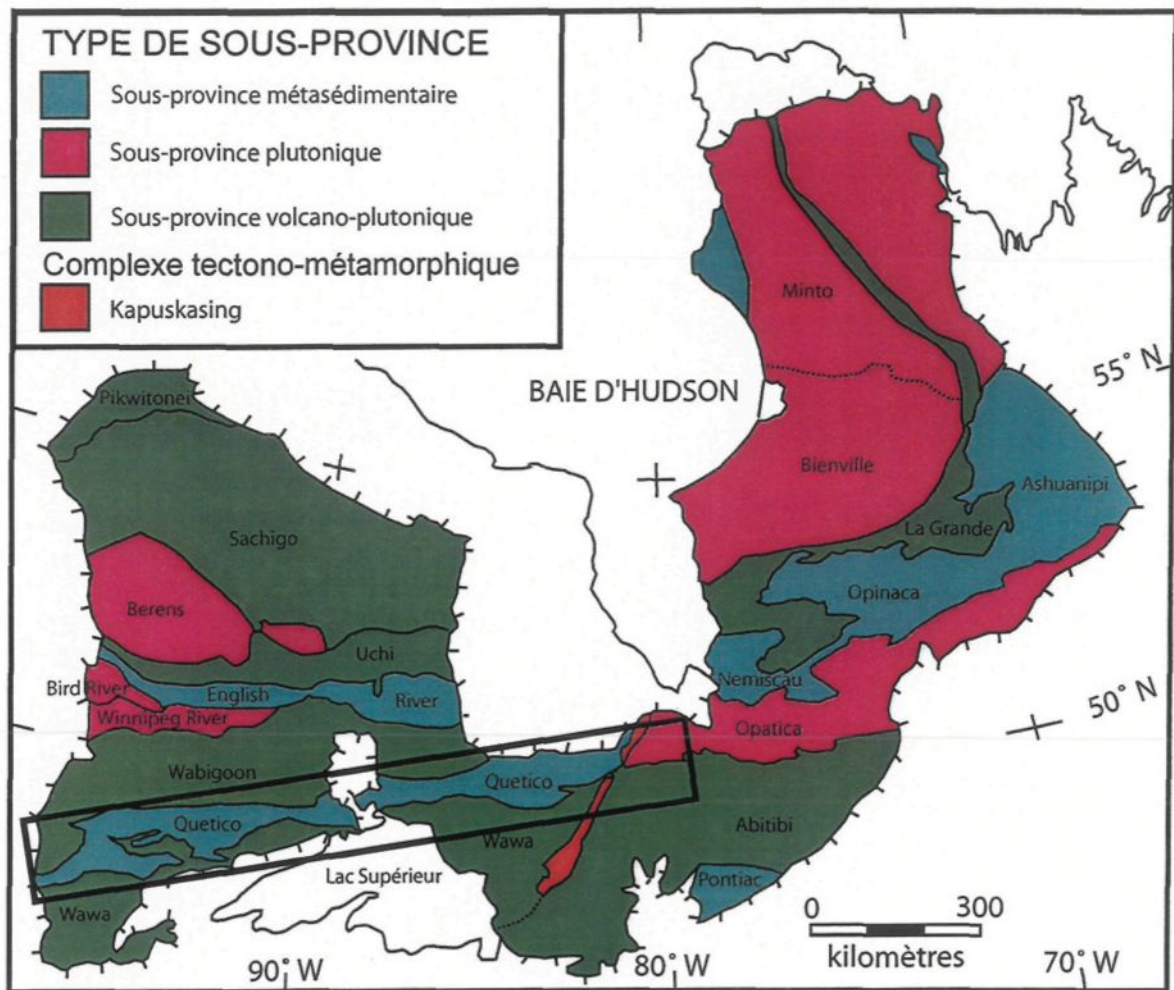 TYPE DE SOUS-PROVINCE
Sous-province métasédimentaire
Sous-province plutonique
Sous-province volcano-plutonique
Complexe tectono-métamorphique
Kapuskasing
Minto
55° N
Pikwitonei
BAIE D'HUDSON
Bienville
Ashuanipi
Sachigo
La Grande
Berens
Opinaca
Uchi
Bird River
English
River
Nemiscau
Winnipeg River
50° N
Opatica
Wabigoon
Quetico
Quetico
Wawa
Abitibi
Lac Supérieur
Pontiac
Wawa
0 300
kilomètres
90° W
80° W
70° W